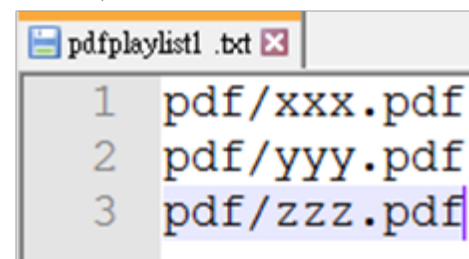 pdfplaylist1 .txt
1 pdf/xxx.pdf
2 pdf/yyy.pdf
3 pdf/zzz.pdf